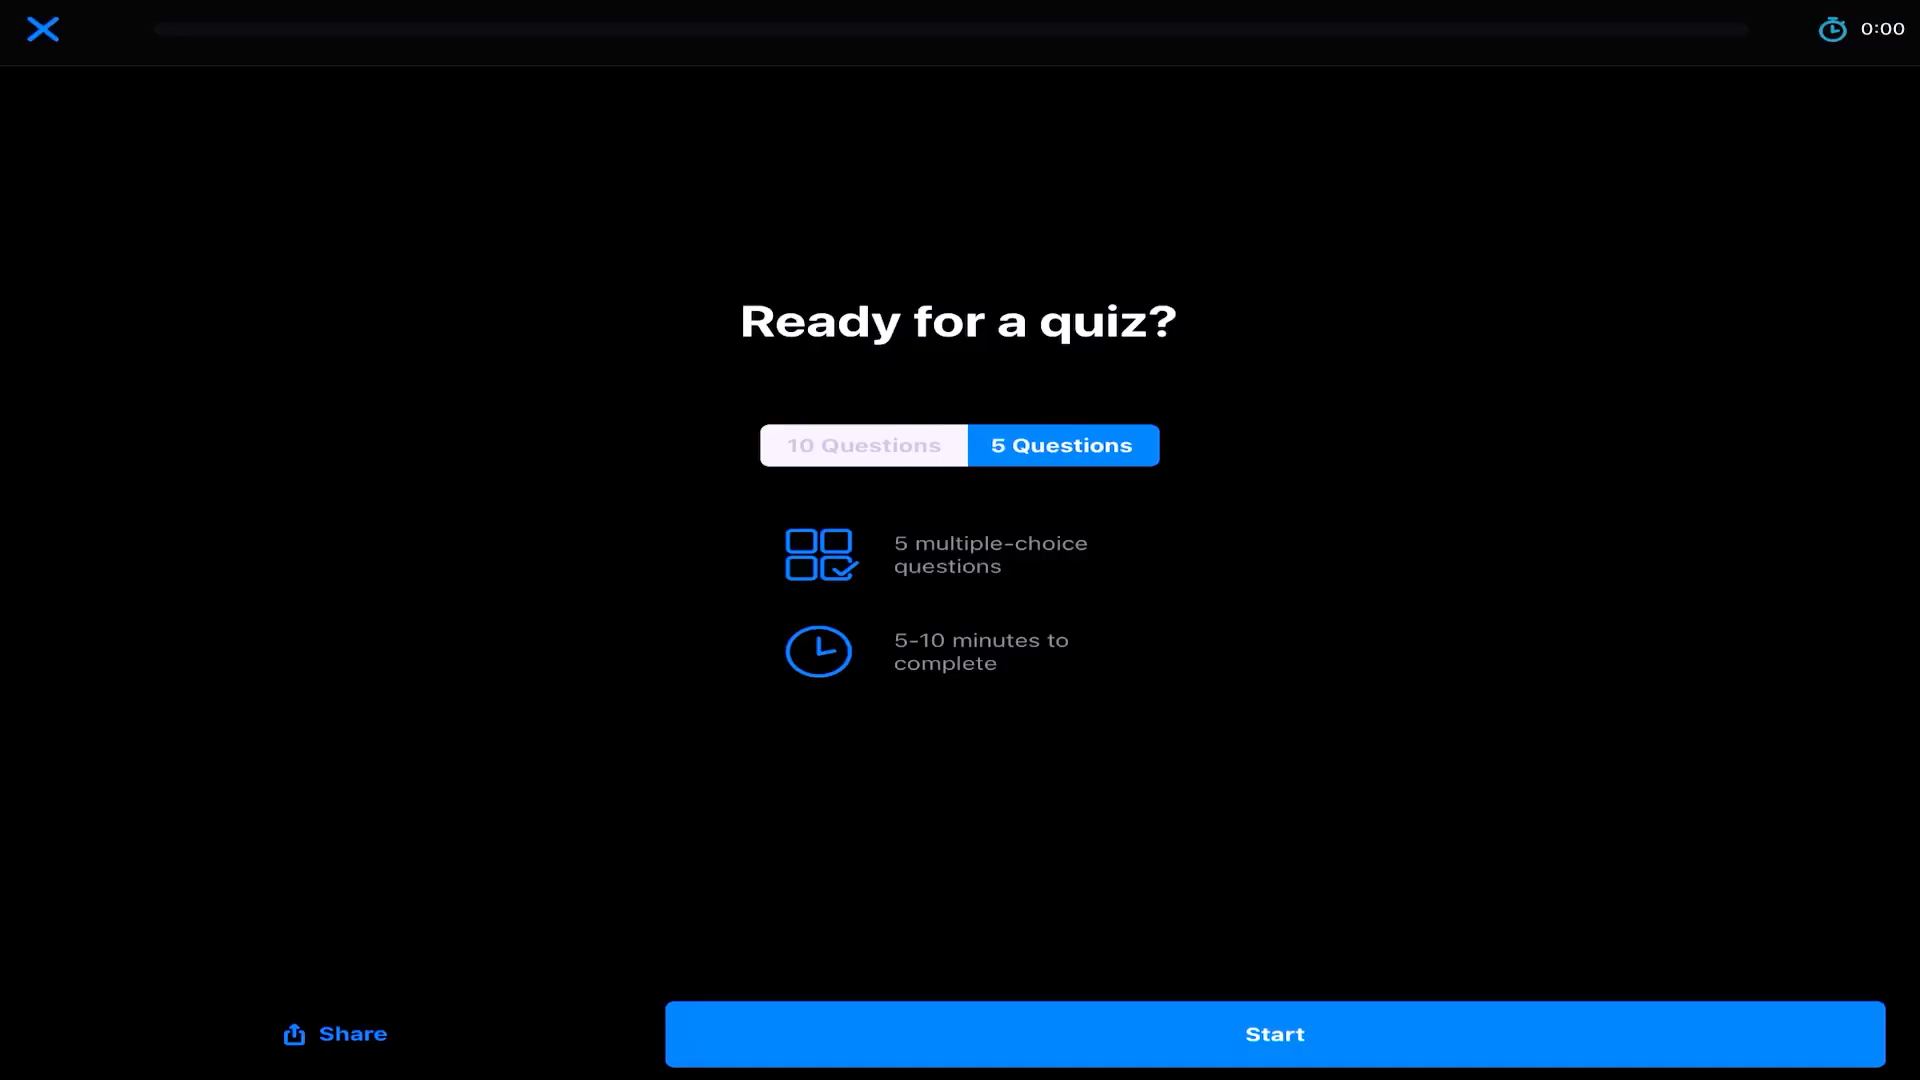 0:00
Ready for a quiz?
10 Questions
5 Questions
5 multiple-choice
questions
5-10 minutes to
complete
Share
Start